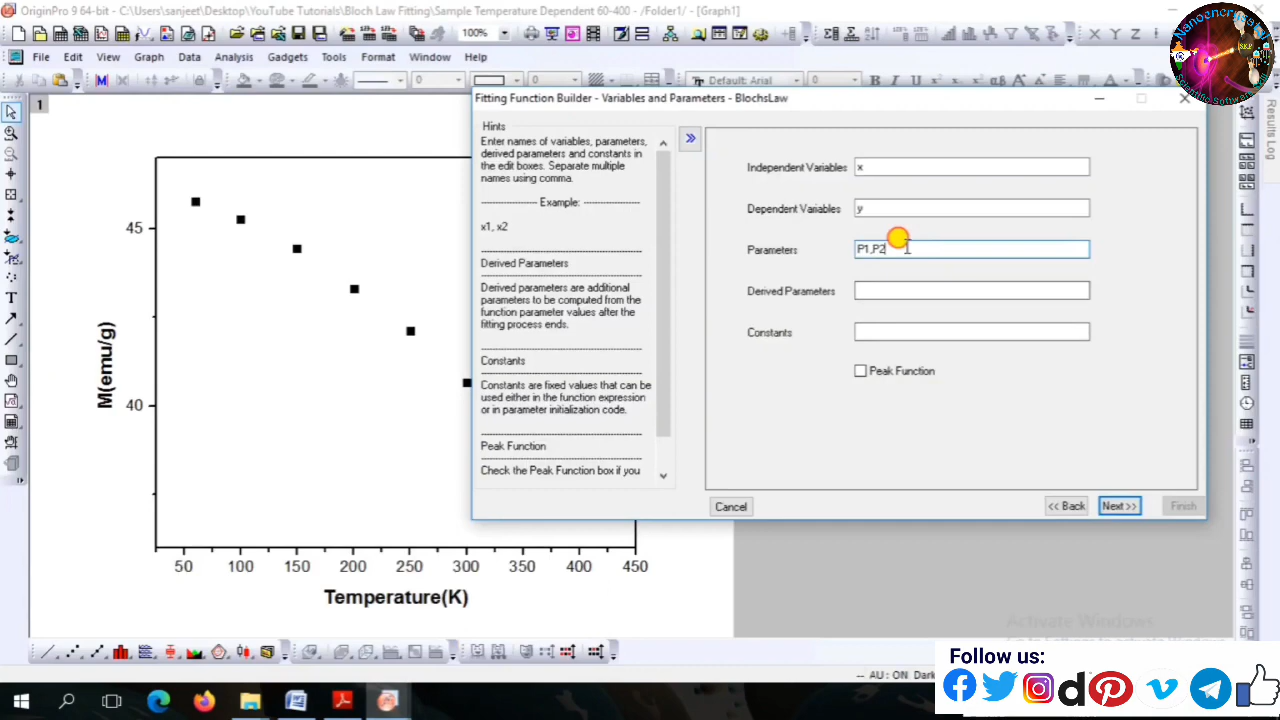 OriginPro 9 64-bit - C:\Users\sanjeet\Desktop\YouTube Tutorials\Bloch Law Fitting\Sample Temperature Dependent 60-400 - /Folder1/ - [Graph1]
100%
File Edit View Graph Data Analysis Gadgets Tools Format Window Help
0
0
Default: Arial
0
B I U
1
Fitting Function Builder - Variables and Parameters - BlochsLaw
Hints
Enter names of variables, parameters,
derived parameters and constants in
the edit boxes. Separate multiple
names using comma.
Example:
x1, x2
Derived Parameters
Derived parameters are additional
parameters to be computed from the
function parameter values after the
fitting process ends.
Constants
Constants are fixed values that can be
used either in the function expression
or in parameter initialization code.
Peak Function
Check the Peak Function box if you
Independent Variables x
Dependent Variables y
Parameters P1,P2
Derived Parameters
Constants
Peak Function
Cancel
<< Back
Next >>
Finish
Results Log
45
40
M(emu/g)
50 100 150 200 250 300 350 400 450
Temperature(K)
Activate Windows
AU : ON Dark
Follow us:
SKP